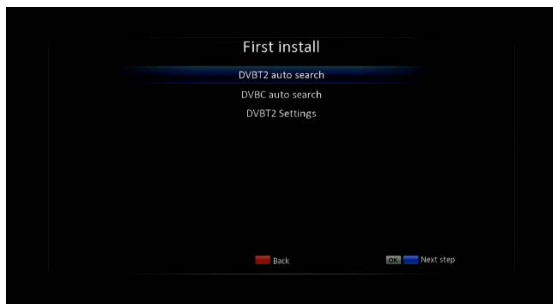 First install
DVBT2 auto search
DVBC auto search
DVBT2 Settings
Back
OK Next step